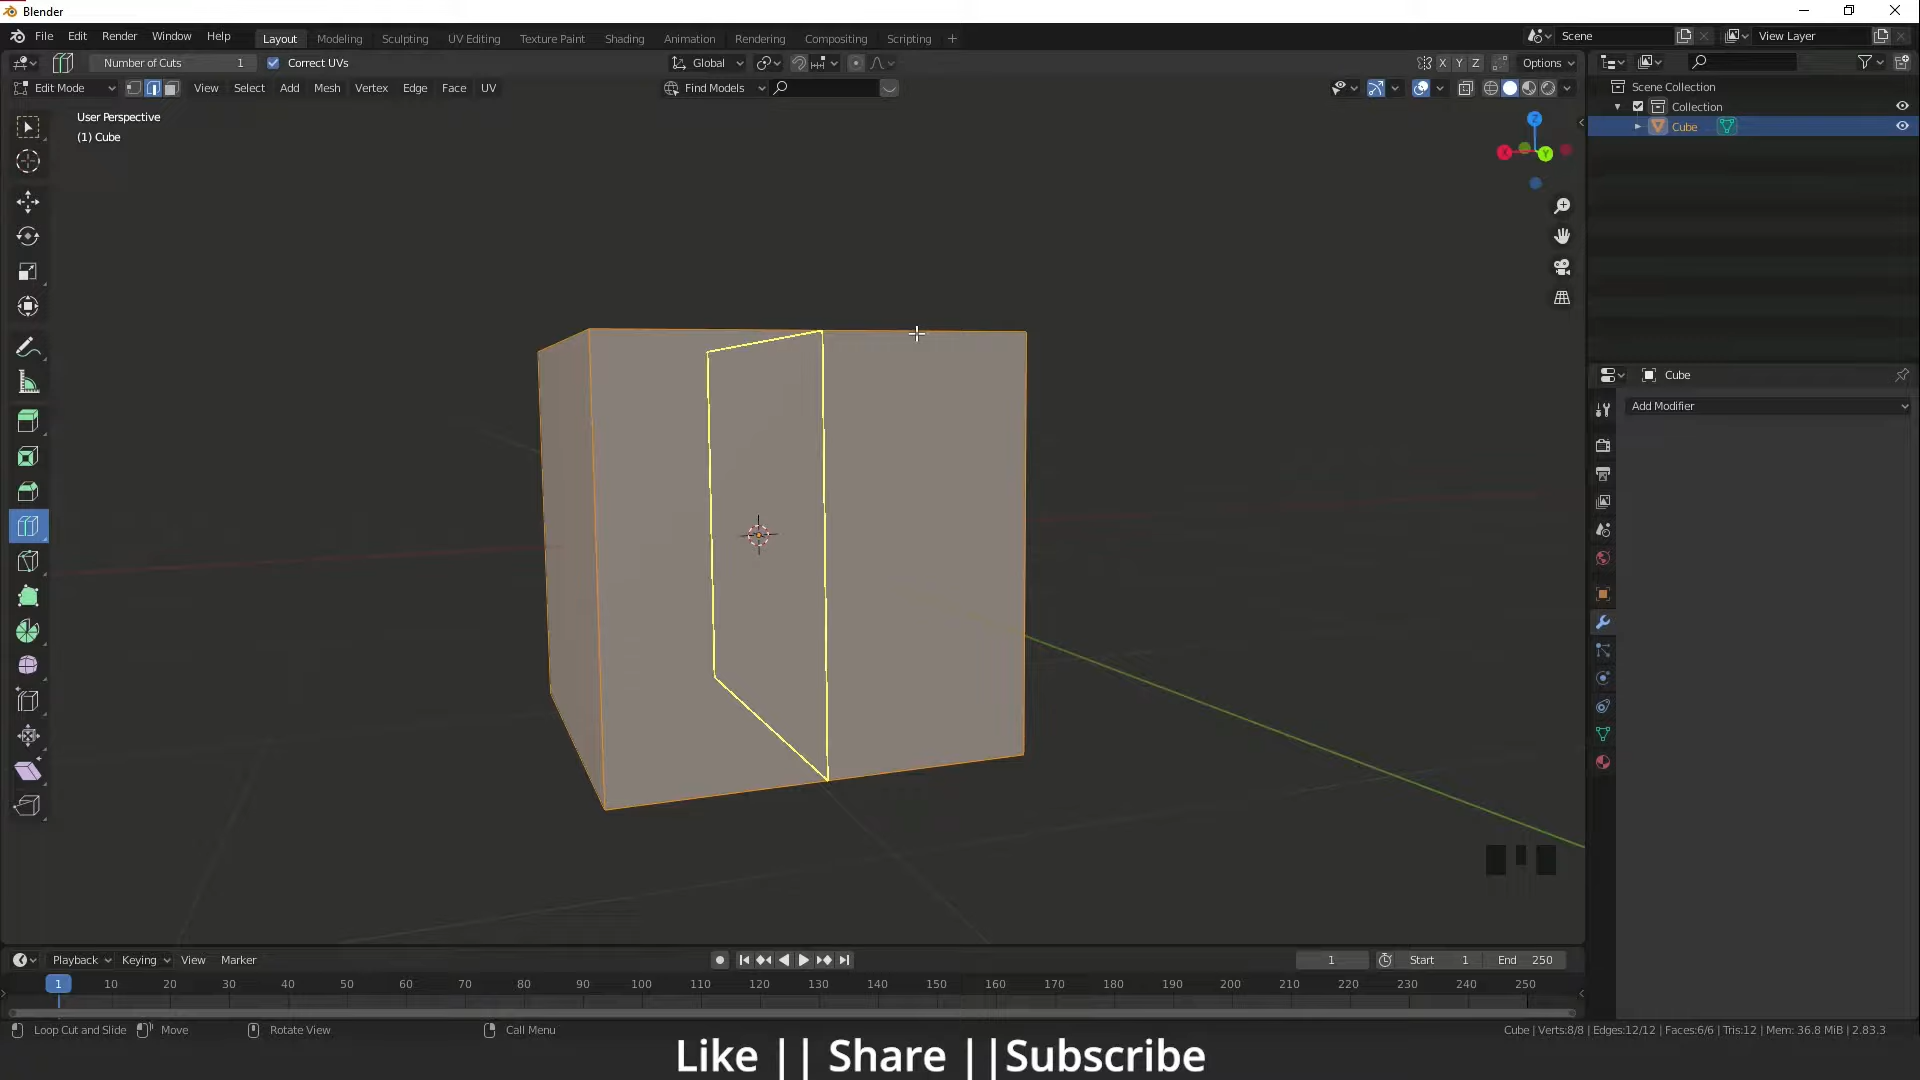 Blender
File Edit Render Window Help
Layout Modeling Sculpting UV Editing Texture Paint Shading Animation Rendering Compositing Scripting +
Scene
View Layer
Number of Cuts 1
Correct UVs
Global
X Y Z
Options
Edit Mode
View Select Add Mesh Vertex Edge Face UV
Find Models
User Perspective
(1) Cube
Z
X
Y
Scene Collection
Collection
Cube
Cube
Add Modifier
Playback Keying View Marker
1
Start 1
End 250
1 10 20 30 40 50 60 70 80 90 100 110 120 130 140 150 160 170 180 190 200 210 220 230 240 250
Loop Cut and Slide
Move
Rotate View
Call Menu
Cube | Verts:8/8 | Edges:12/12 | Faces:6/6 | Tris:12 | Mem: 36.8 MiB | 2.83.3
Like || Share ||Subscribe